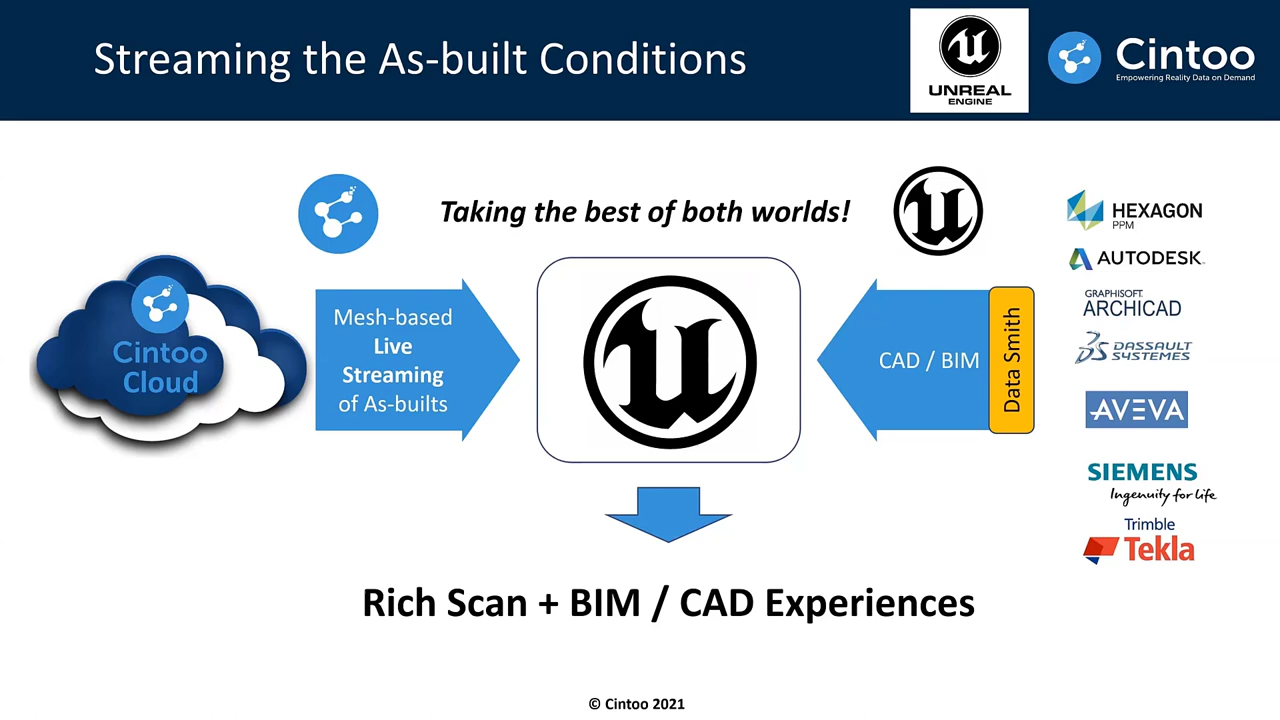 Streaming the As-built Conditions
UNREAL
ENGINE
Cintoo
Empowering Reality Data on Demand
Taking the best of both worlds!
Cintoo
Cloud
Mesh-based
Live
Streaming
of As-builts
CAD / BIM
Data Smith
HEXAGON
PPM
AUTODESK
GRAPHISOFT
ARCHICAD
DASSAULT
SYSTEMES
AVEVA
SIEMENS
Ingenuity for life
Trimble
Tekla
Rich Scan + BIM / CAD Experiences
© Cintoo 2021